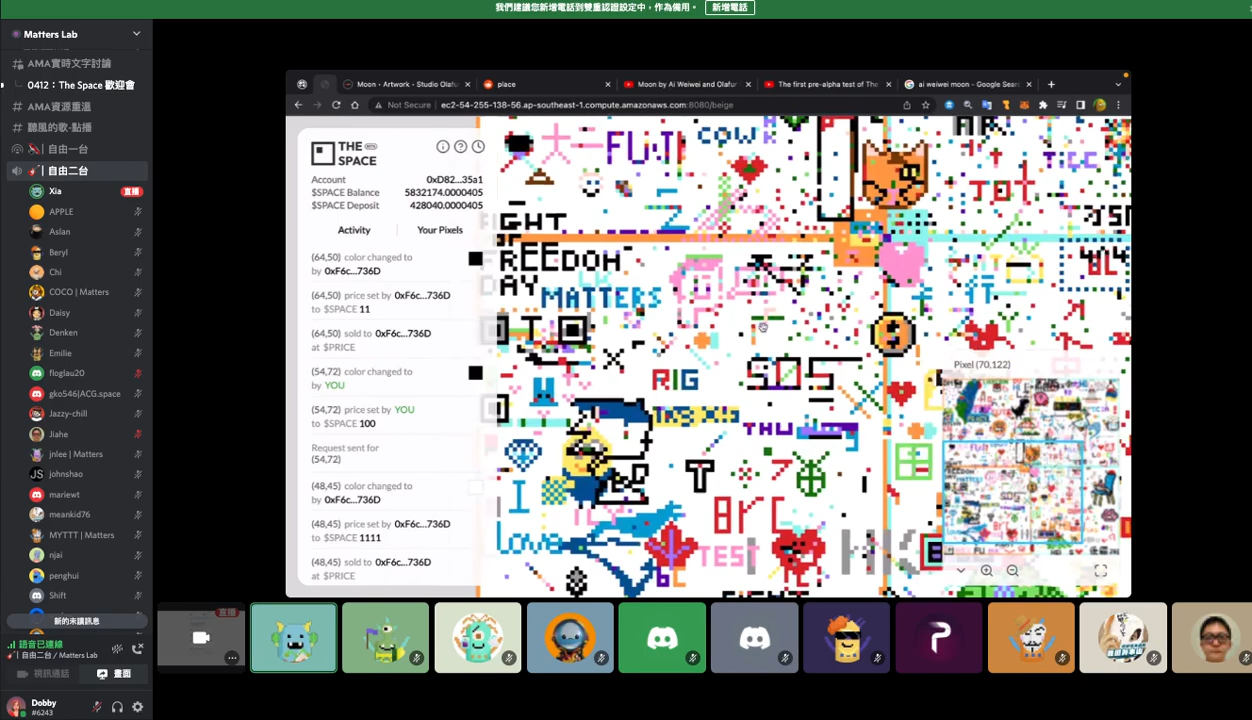 我們建議您新增電話到雙重認證設定中，作為備用。 新增電話
Matters Lab
AMA實時文字討論
0412：The Space 歡迎會
AMA資源重溫
聽風的歌-點播
自由一台
自由二台
Xia 直播
APPLE
Aslan
Beryl
Chi
COCO | Matters
Daisy
Denken
Emilie
floglau20
gko546|ACG.space
Jazzy-chill
Jiahe
jnlee | Matters
johnshao
mariewt
meankid76
MYTTT | Matters
njai
penghui
Shift
新的未讀訊息
語音已連線
自由二台 / Matters Lab
視訊通話 畫面
Dobby
#6243
Moon - Artwork - Studio Olafu
place
Moon by Ai Weiwei and Olafur
The first pre-alpha test of The
ai weiwei moon - Google Sear
Not Secure | ec2-54-255-138-56.ap-southeast-1.compute.amazonaws.com:8080/beige
THE SPACE
Account 0xD82...35a1
$SPACE Balance 5832174.0000405
$SPACE Deposit 428040.0000405
Activity Your Pixels
(64,50) color changed to
by 0xF6c...736D
(64,50) price set by 0xF6c...736D
to $SPACE 11
(64,50) sold to 0xF6c...736D
at $PRICE
(54,72) color changed to
by YOU
(54,72) price set by YOU
to $SPACE 100
Request sent for
(54,72)
(48,45) color changed to
by 0xF6c...736D
(48,45) price set by 0xF6c...736D
to $SPACE 1111
(48,45) sold to 0xF6c...736D
at $PRICE
大
COW
FREEDOM
DAY
MATTERS
RIG
SOS
T
I
love
TEST
HK
Pixel (70,122)
直播